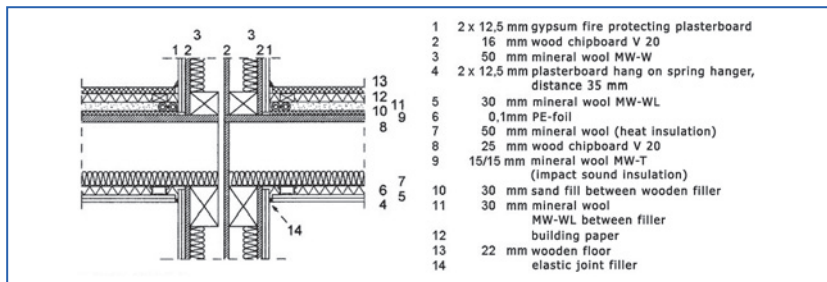 3 3
1 2 2 2 2 1
13
12 11
10 9
8
7
6 5
4
14
1 2 x 12,5 mm gypsum fire protecting plasterboard
2 16 mm wood chipboard V 20
3 50 mm mineral wool MW-W
4 2 x 12,5 mm plasterboard hang on spring hanger,
distance 35 mm
5 30 mm mineral wool MW-WL
6 0,1mm PE-foil
7 50 mm mineral wool (heat insulation)
8 25 mm wood chipboard V 20
9 15/15 mm mineral wool MW-T
(impact sound insulation)
10 30 mm sand fill between wooden filler
11 30 mm mineral wool
MW-WL between filler
12 building paper
13 22 mm wooden floor
14 elastic joint filler